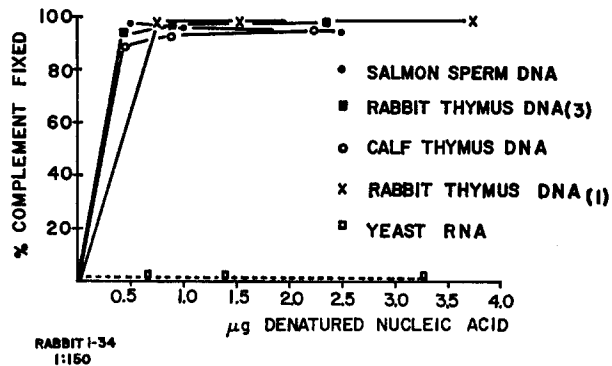 % COMPLEMENT FIXED
100
80
60
40
20
SALMON SPERM DNA
RABBIT THYMUS DNA(3)
CALF THYMUS DNA
X RABBIT THYMUS DNA(1)
YEAST RNA
0.5 1.0 1.5 2.0 2.5 3.0 3.5 4.0
μg DENATURED NUCLEIC ACID
RABBIT I-34
1:150